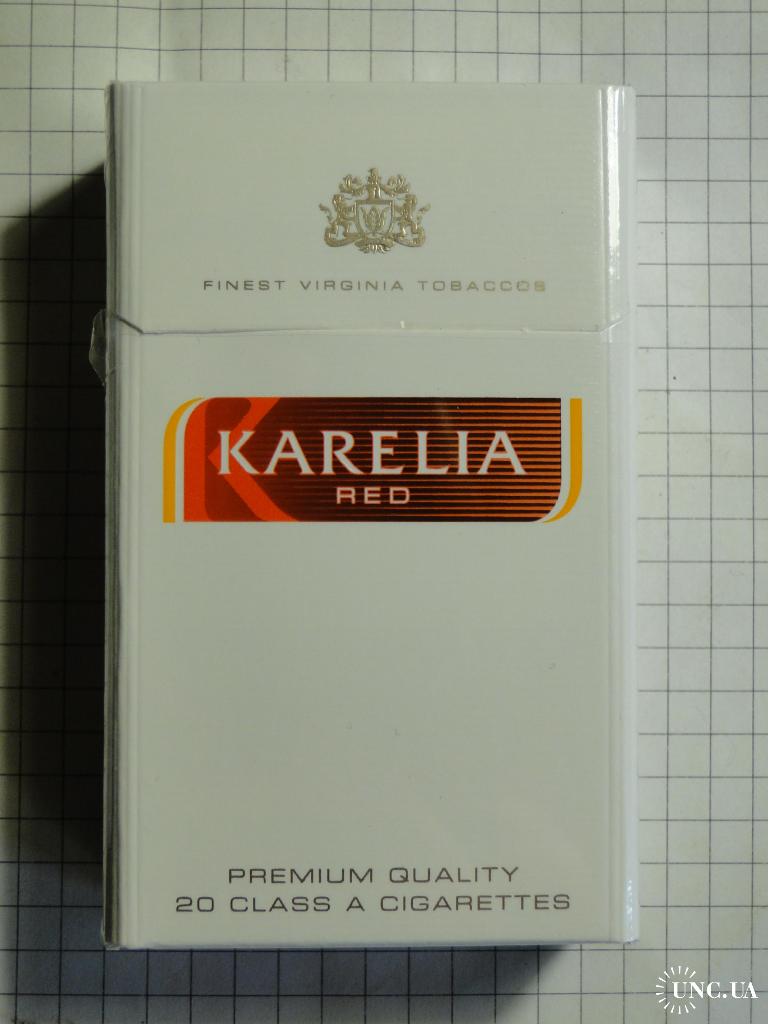 FINEST VIRGINIA TOBACCOS
KARELIA
RED
PREMIUM QUALITY
20 CLASS A CIGARETTES
UNC.UA